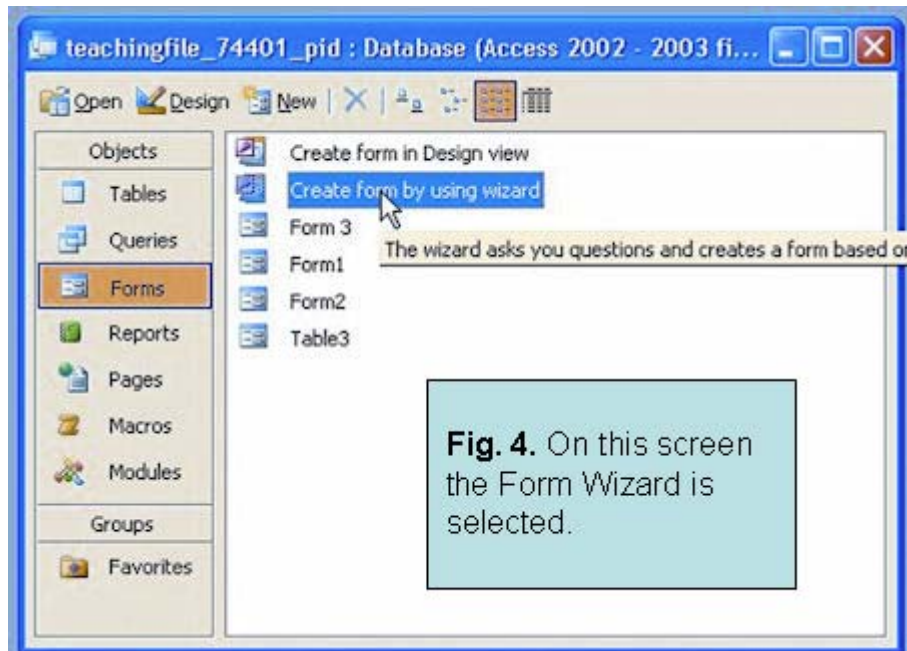 teachingfile_74401_pid : Database (Access 2002 - 2003 fi...
Open Design New
Objects
Tables
Queries
Forms
Reports
Pages
Macros
Modules
Groups
Favorites
Create form in Design view
Create form by using wizard
Form 3
Form1
Form2
Table3
The wizard asks you questions and creates a form based o
Fig. 4. On this screen
the Form Wizard is
selected.